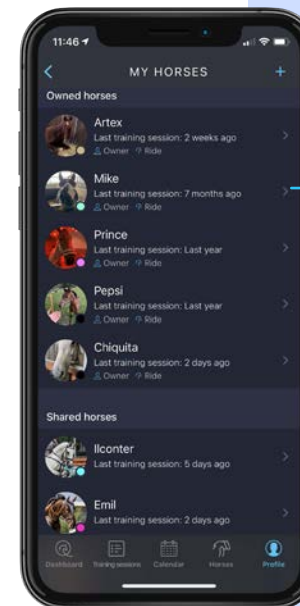 11:46
MY HORSES
Owned horses
Artex
Last training session: 2 weeks ago
Owner Ride
Mike
Last training session: 7 months ago
Owner Ride
Prince
Last training session: Last year
Owner Ride
Pepsi
Last training session: Last year
Owner Ride
Chiquita
Last training session: 2 days ago
Owner Ride
Shared horses
Ilconter
Last training session: 5 days ago
Emil
Last training session: 2 days ago
Dashboard Training sessions Calendar Horses Profile